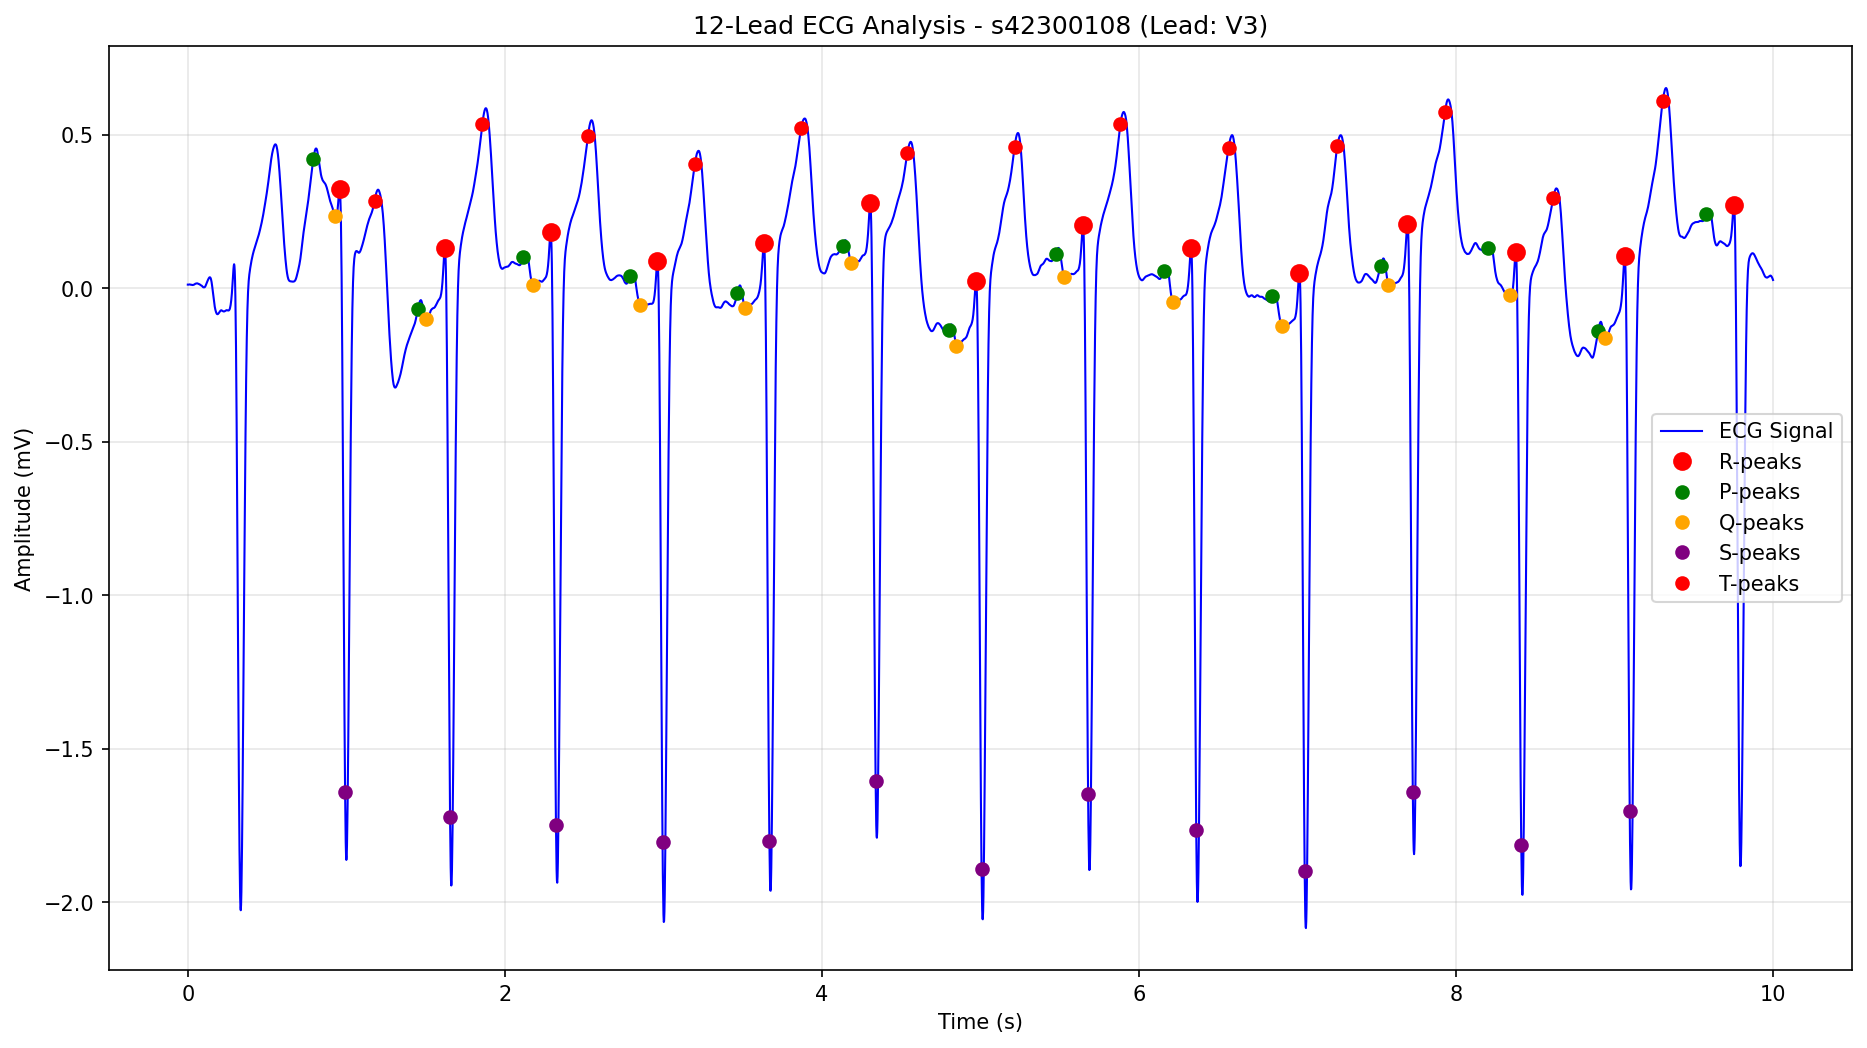 12-Lead ECG Analysis - s42300108 (Lead: V3)
Amplitude (mV)
0.5
0.0
−0.5
−1.0
−1.5
−2.0
ECG Signal
R-peaks
P-peaks
Q-peaks
S-peaks
T-peaks
0 2 4 6 8 10
Time (s)